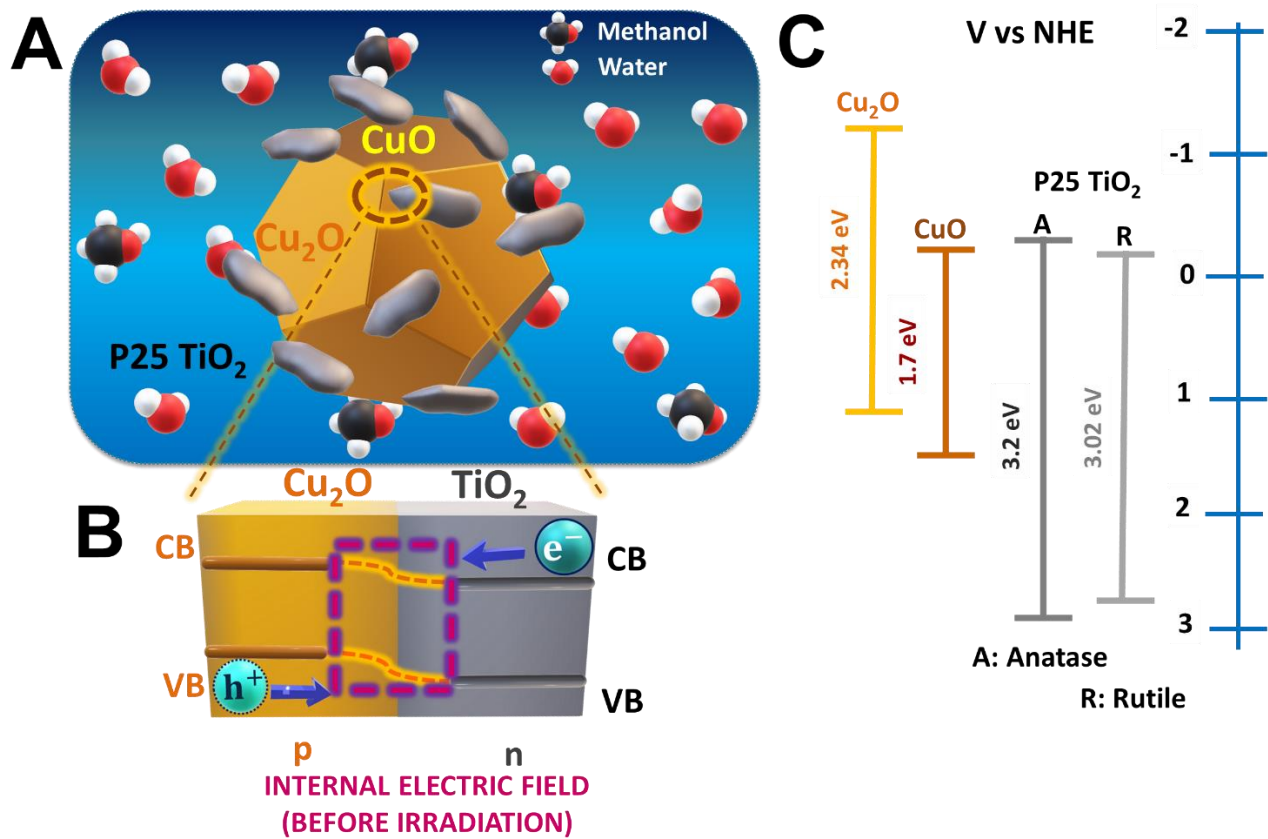 A
Methanol
Water
CuO
Cu₂O
P25 TiO₂
Cu₂O TiO₂
B
CB
e⁻
CB
VB
h⁺
VB
p n
INTERNAL ELECTRIC FIELD
(BEFORE IRRADIATION)
C
V vs NHE
-2
Cu₂O
-1
P25 TiO₂
CuO
A
R
0
2.34 eV
1.7 eV
3.2 eV
3.02 eV
1
2
3
A: Anatase
R: Rutile